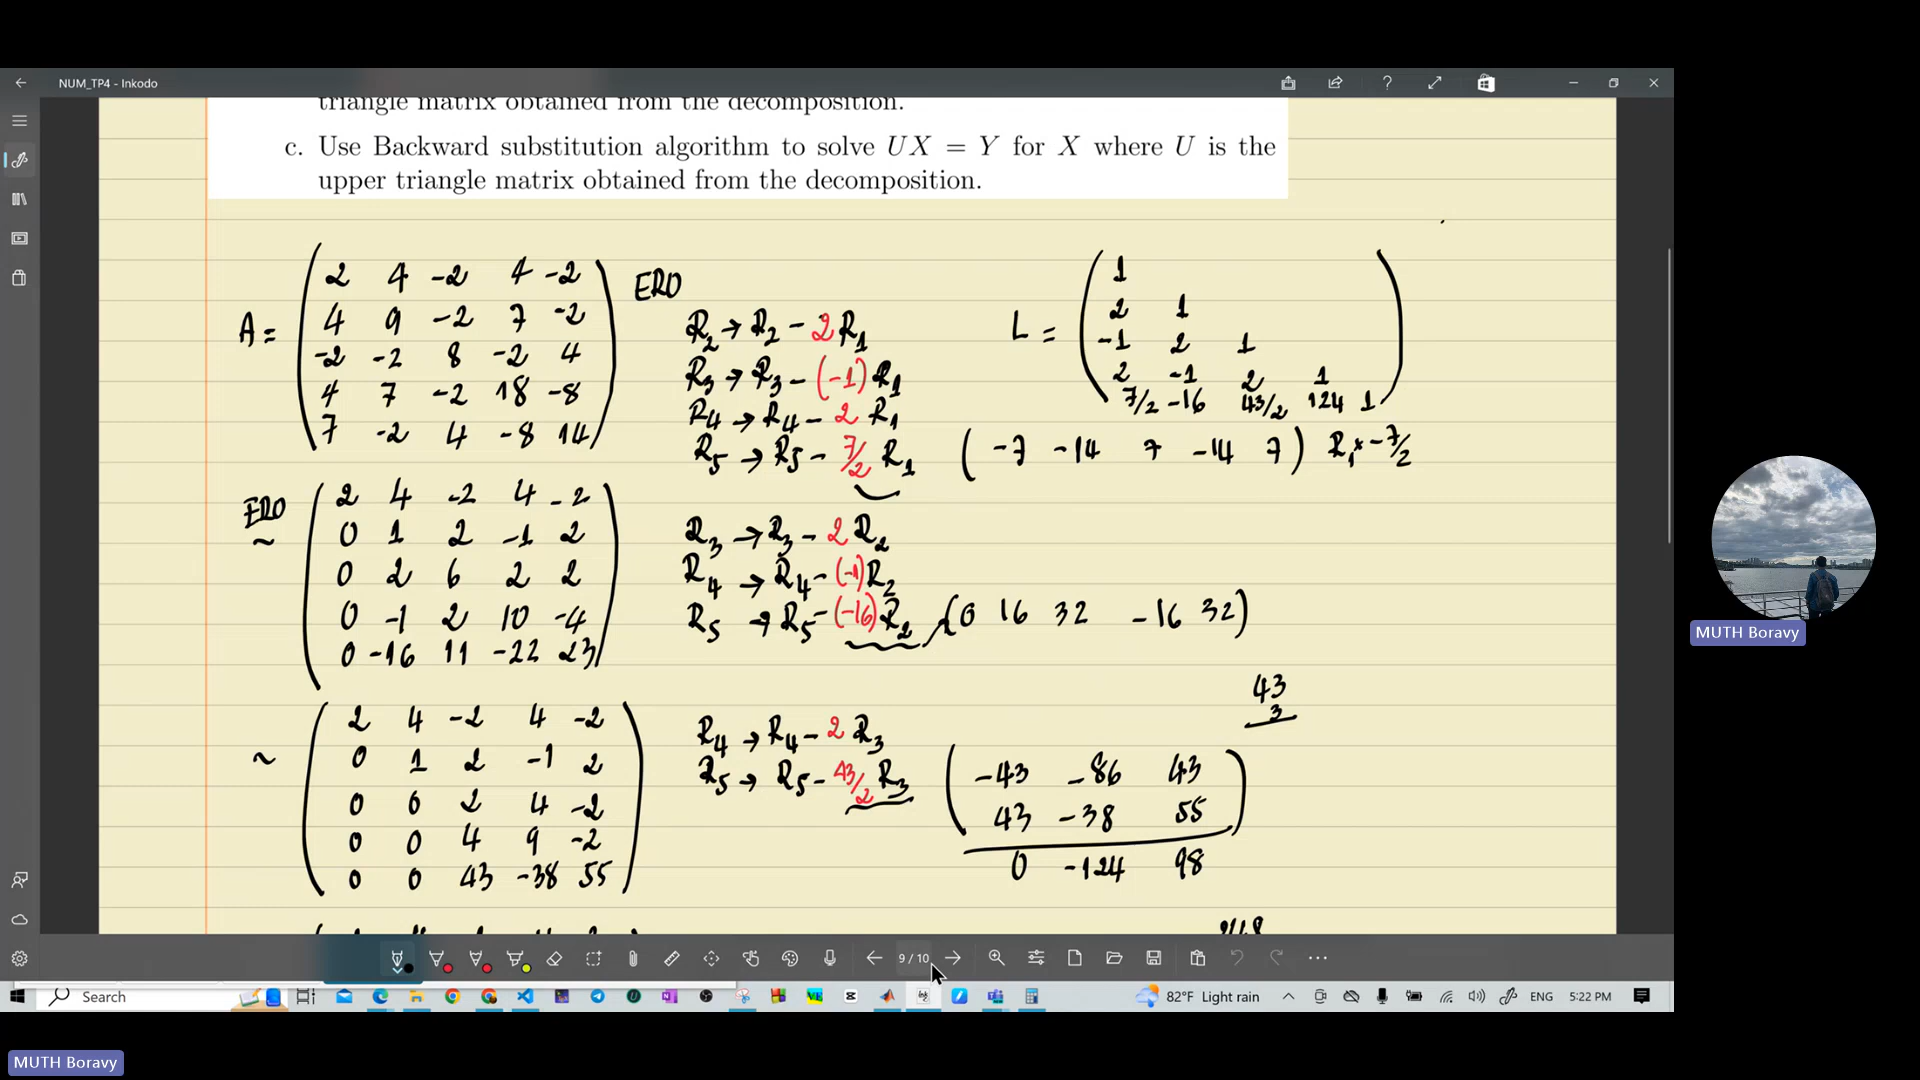 NUM_TP4 - Inkodo
triangle matrix obtained from the decomposition.
c. Use Backward substitution algorithm to solve UX = Y for X where U is the
upper triangle matrix obtained from the decomposition.
A = 
2 4 -2 4 -2
4 9 -2 7 -2
-2 -2 8 -2 4
4 7 -2 18 -8
7 -2 4 -8 14
ERO
R2 → R2 - 2R1
R3 → R3 - (-1)R1
R4 → R4 - 2R1
R5 → R5 - 7/2 R1
L =
1
2 1
-1 2 1
2 -1 2 1
7/2 -16 43/2 124 1
( -7 -14 7 -14 7 ) R1 × -7/2
ERO ~
2 4 -2 4 -2
0 1 2 -1 2
0 2 6 2 2
0 -1 2 10 -4
0 -16 11 -22 23
R3 → R3 - 2R2
R4 → R4 - (-1)R2
R5 → R5 - (-16)R2
(0 16 32 -16 32)
43
3
~
2 4 -2 4 -2
0 1 2 -1 2
0 0 2 4 -2
0 0 4 9 -2
0 0 43 -38 55
R4 → R4 - 2R3
R5 → R5 - 43/2 R3
-43 -86 43
43 -38 55
0 -124 98
9 / 10
Search
82°F Light rain
ENG
5:22 PM
MUTH Boravy
MUTH Boravy